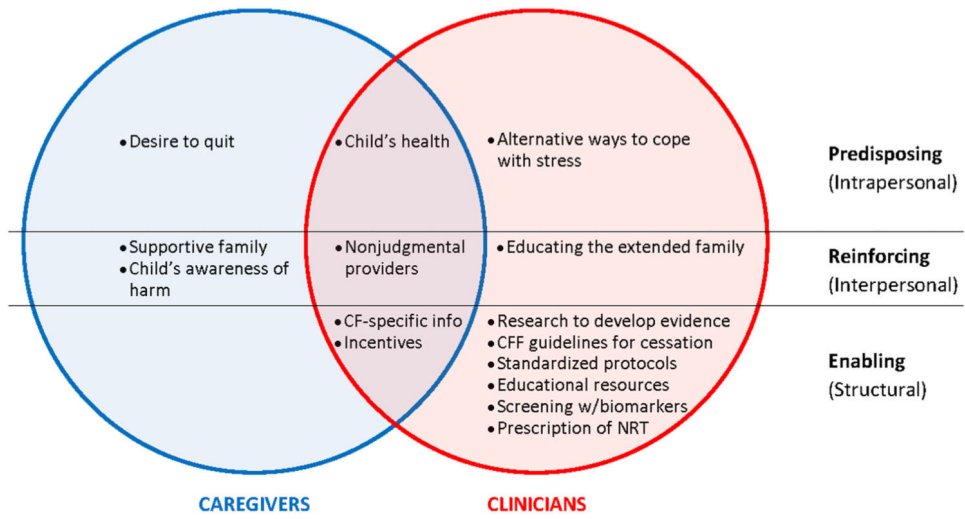 • Desire to quit
• Child's health
• Alternative ways to cope
with stress
Predisposing
(Intrapersonal)
• Supportive family
• Child's awareness of
harm
• Nonjudgmental
providers
• Educating the extended family
Reinforcing
(Interpersonal)
• CF-specific info
• Incentives
• Research to develop evidence
• CFF guidelines for cessation
• Standardized protocols
• Educational resources
• Screening w/biomarkers
• Prescription of NRT
Enabling
(Structural)
CAREGIVERS
CLINICIANS